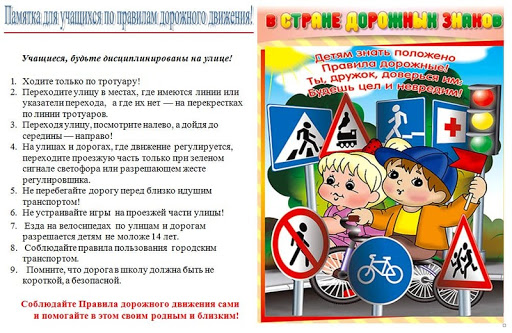 Памятка для учащихся по правилам дорожного движения!
Учащиеся, будьте дисциплинированы на улице!
1. Ходите только по тротуару!
2. Переходите улицу в местах, где имеются линии или
указатели перехода, а где их нет — на перекрестках
по линии тротуаров.
3. Переходя улицу, посмотрите налево, а дойдя до
середины — направо!
4. На улицах и дорогах, где движение регулируется,
переходите проезжую часть только при зеленом
сигнале светофора или разрешающем жесте
регулировщика.
5. Не перебегайте дорогу перед близко идущим
транспортом!
6. Не устраивайте игры на проезжей части улицы!
7. Езда на велосипедах по улицам и дорогам
разрешается детям не моложе 14 лет.
8. Соблюдайте правила пользования городским
транспортом.
9. Помните, что дорога в школу должна быть не
короткой, а безопасной.
Соблюдайте Правила дорожного движения сами
и помогайте в этом своим родным и близким!
В СТРАНЕ ДОРОЖНЫХ ЗНАКОВ
Детям знать положено
Правила дорожные!
Ты, дружок, доверься им:
Будешь цел и невредим!